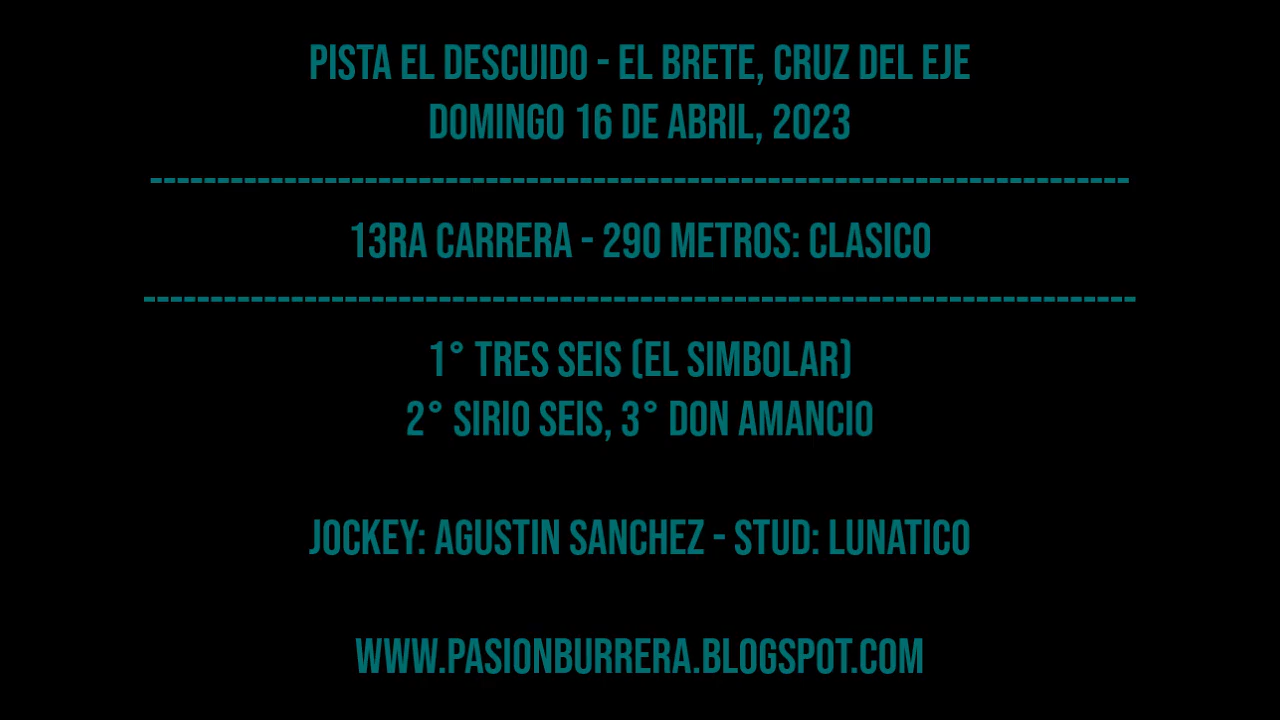 PISTA EL DESCUIDO - EL BRETE, CRUZ DEL EJE
DOMINGO 16 DE ABRIL, 2023
--------------------------------------------------------------------------
13RA CARRERA - 290 METROS: CLASICO
---------------------------------------------------------------------------
1° TRES SEIS (EL SIMBOLAR)
2° SIRIO SEIS, 3° DON AMANCIO
JOCKEY: AGUSTIN SANCHEZ - STUD: LUNATICO
WWW.PASIONBURRERA.BLOGSPOT.COM